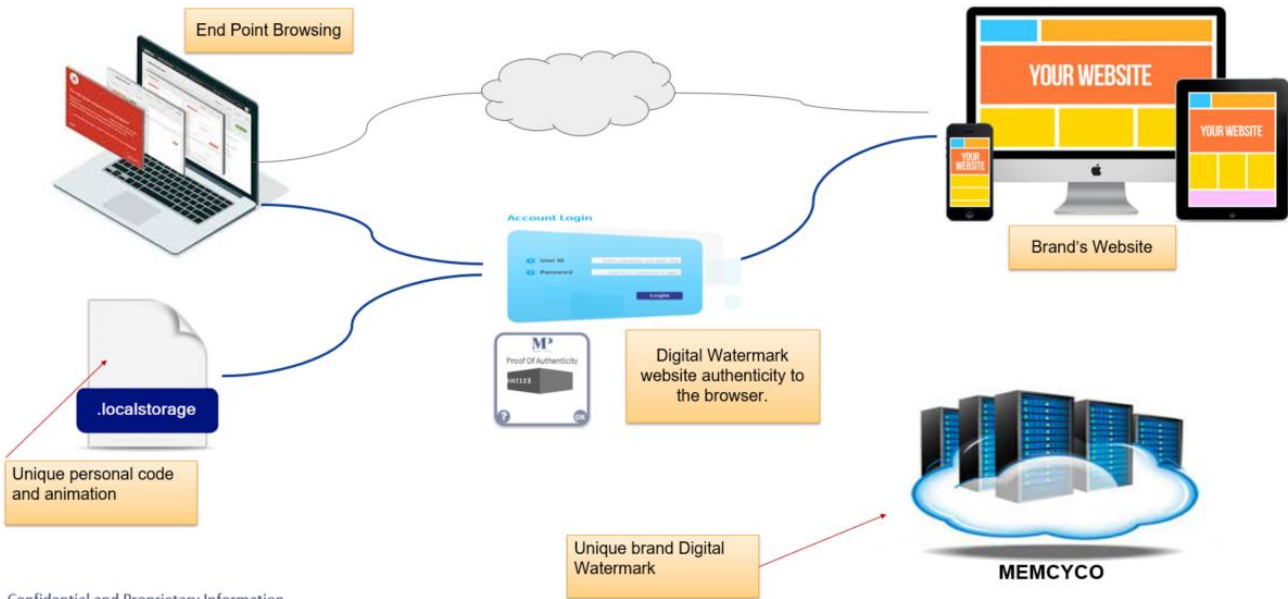 End Point Browsing
YOUR WEBSITE
YOUR WEBSITE
YOUR
WEBSITE
Brand's Website
Account Login
User ID
Password
Login
MP
Proof Of Authenticity
Digital Watermark
website authenticity to
the browser.
?
OK
.localstorage
Unique personal code
and animation
Unique brand Digital
Watermark
MEMCYCO
Confidential and Proprietary Information